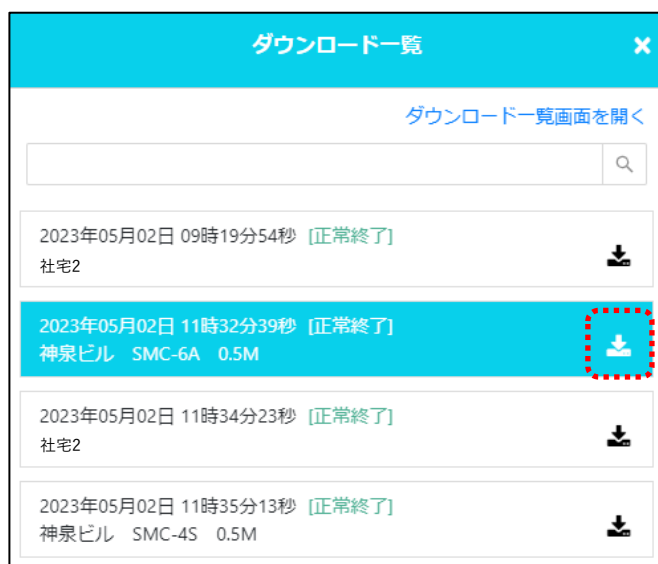 ダウンロード一覧
ダウンロード一覧画面を開く
2023年05月02日 09時19分54秒 [正常終了]
社宅2
2023年05月02日 11時32分39秒 [正常終了]
神泉ビル　SMC-6A　0.5M
2023年05月02日 11時34分23秒 [正常終了]
社宅2
2023年05月02日 11時35分13秒 [正常終了]
神泉ビル　SMC-4S　0.5M